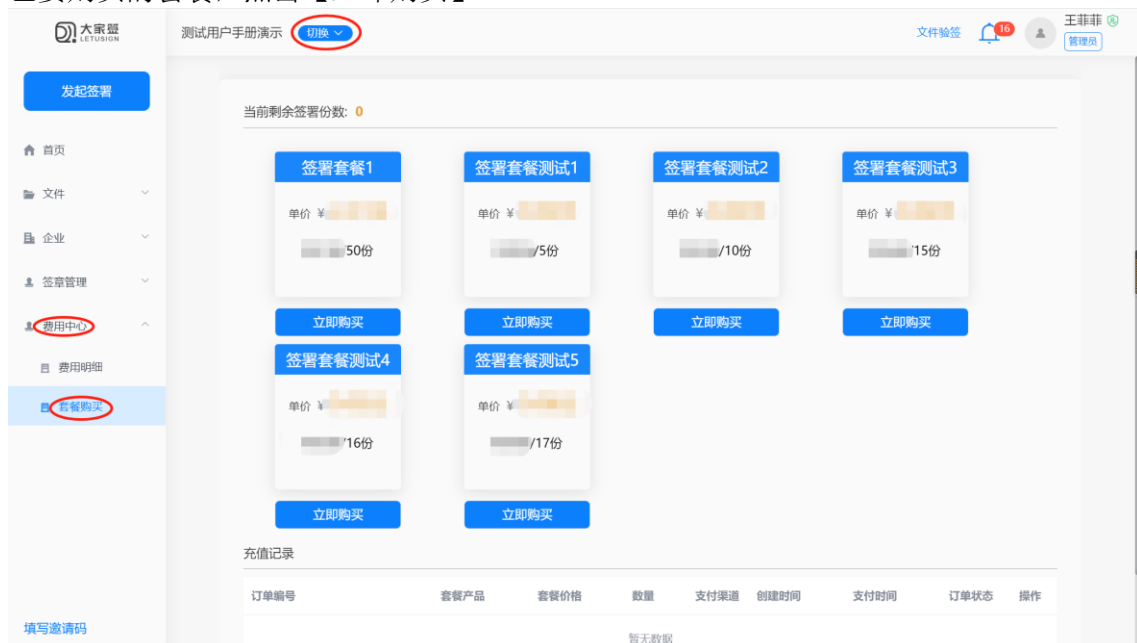 大家盟
LETUSIGN
测试用户手册演示 切换
文件验签 16 王菲菲
管理员
发起签署
首页
文件
企业
签章管理
费用中心
费用明细
套餐购买
填写邀请码
当前剩余签署份数: 0
签署套餐1 签署套餐测试1 签署套餐测试2 签署套餐测试3
单价 ¥ 单价 ¥ 单价 ¥ 单价 ¥
/50份 /5份 /10份 /15份
立即购买 立即购买 立即购买 立即购买
签署套餐测试4 签署套餐测试5
单价 ¥ 单价 ¥
/16份 /17份
立即购买 立即购买
充值记录
订单编号 套餐产品 套餐价格 数量 支付渠道 创建时间 支付时间 订单状态 操作
暂无数据